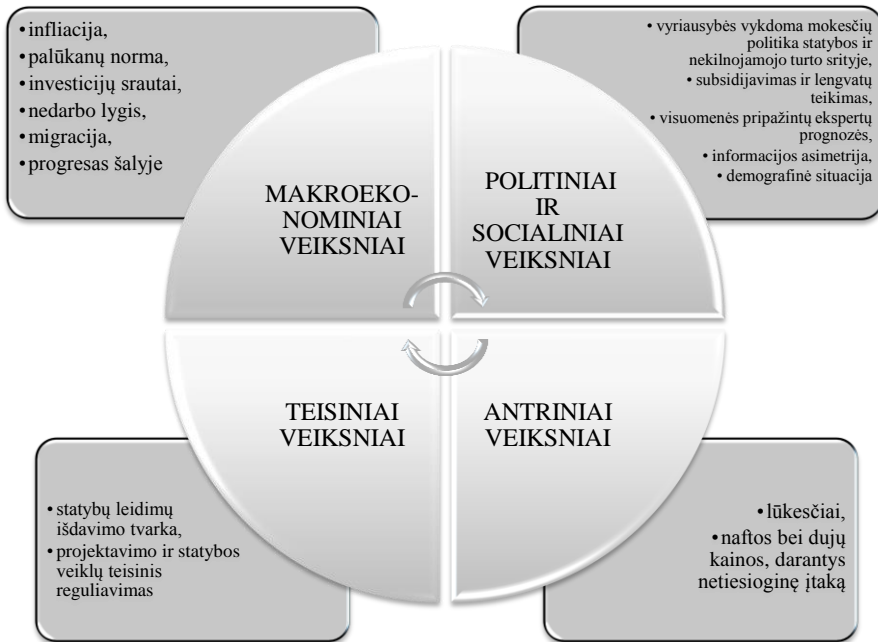 •infliacija,
•palūkanų norma,
•investicijų srautai,
•nedarbo lygis,
•migracija,
•progresas šalyje
•vyriausybės vykdoma mokesčių
politika statybos ir
nekilnojamojo turto srityje,
•subsidijavimas ir lengvatų
teikimas,
•visuomenės pripažintų ekspertų
prognozės,
•informacijos asimetrija,
•demografinė situacija
MAKROEKO-
NOMINIAI
VEIKSNIAI
POLITINIAI
IR
SOCIALINIAI
VEIKSNIAI
TEISINIAI
VEIKSNIAI
ANTRINIAI
VEIKSNIAI
•statybų leidimų
išdavimo tvarka,
•projektavimo ir statybos
veiklų teisinis
reguliavimas
•lūkesčiai,
•naftos bei dujų
kainos, darantys
netiesioginę įtaką